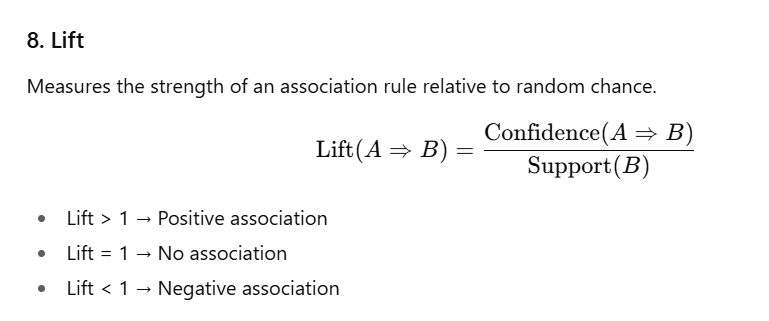 8. Lift
Measures the strength of an association rule relative to random chance.
Lift(A ⇒ B) = Confidence(A ⇒ B) / Support(B)
• Lift > 1 → Positive association
• Lift = 1 → No association
• Lift < 1 → Negative association